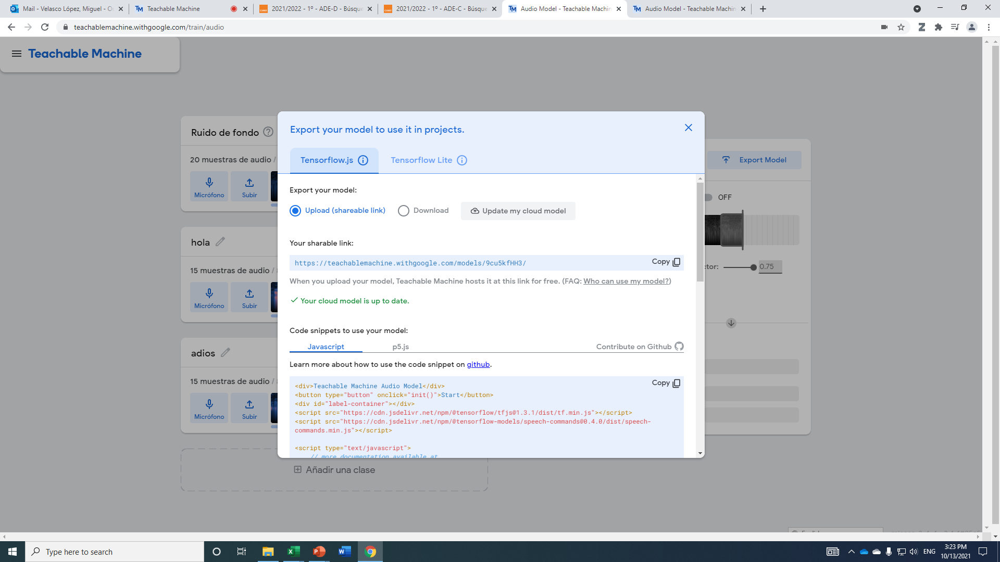 Mail - Velasco López, Miguel - O
Teachable Machine
2021/2022 - 1º - ADE-D - Búsque
2021/2022 - 1º - ADE-C - Búsque
Audio Model - Teachable Machin
Audio Model - Teachable Machin
teachablemachine.withgoogle.com/train/audio
Teachable Machine
Ruido de fondo
20 muestras de audio /
Micrófono
Subir
hola
15 muestras de audio /
Micrófono
Subir
adios
15 muestras de audio /
Micrófono
Subir
Añadir una clase
Export your model to use it in projects.
Tensorflow.js
Tensorflow Lite
Export your model:
Upload (shareable link)
Download
Update my cloud model
Your sharable link:
https://teachablemachine.withgoogle.com/models/9cu5kfHH3/
Copy
When you upload your model, Teachable Machine hosts it at this link for free. (FAQ: Who can use my model?)
Your cloud model is up to date.
Code snippets to use your model:
Javascript
p5.js
Contribute on Github
Learn more about how to use the code snippet on github.
Copy
<div>Teachable Machine Audio Model</div>
<button type="button" onclick="init()">Start</button>
<div id="label-container"></div>
<script src="https://cdn.jsdelivr.net/npm/@tensorflow/tfjs@1.3.1/dist/tf.min.js"></script>
<script src="https://cdn.jsdelivr.net/npm/@tensorflow-models/speech-commands@0.4.0/dist/speech-
commands.min.js"></script>
<script type="text/javascript">
// more documentation available at
Export Model
OFF
ctor:
0.75
Type here to search
ENG
3:23 PM
10/13/2021